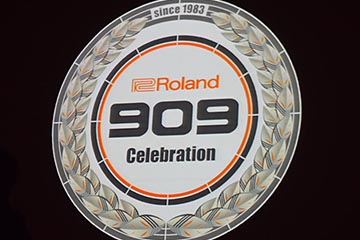 since 1983
Roland
909
Celebration